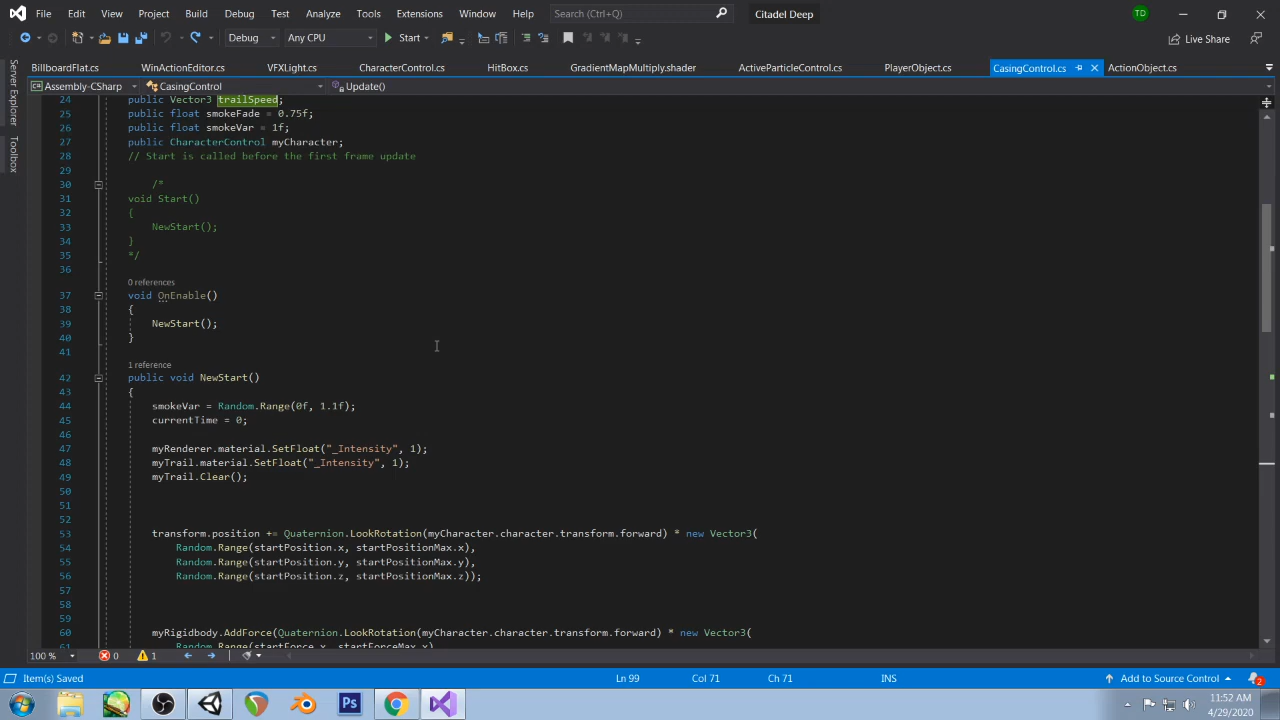 File Edit View Project Build Debug Test Analyze Tools Extensions Window Help Search (Ctrl+Q) Citadel Deep TD
Debug Any CPU Start Live Share
BillboardFlat.cs WinActionEditor.cs VFXLight.cs CharacterControl.cs HitBox.cs GradientMapMultiply.shader ActiveParticleControl.cs PlayerObject.cs CasingControl.cs ActionObject.cs
Server Explorer
Toolbox
Assembly-CSharp CasingControl Update()
24 public Vector3 trailSpeed;
25 public float smokeFade = 0.75f;
26 public float smokeVar = 1f;
27 public CharacterControl myCharacter;
28 // Start is called before the first frame update
29
30 /*
31 void Start()
32 {
33 NewStart();
34 }
35 */
36
0 references
37 void OnEnable()
38 {
39 NewStart();
40 }
41
1 reference
42 public void NewStart()
43 {
44 smokeVar = Random.Range(0f, 1.1f);
45 currentTime = 0;
46
47 myRenderer.material.SetFloat("_Intensity", 1);
48 myTrail.material.SetFloat("_Intensity", 1);
49 myTrail.Clear();
50
51
52
53 transform.position += Quaternion.LookRotation(myCharacter.character.transform.forward) * new Vector3(
54 Random.Range(startPosition.x, startPositionMax.x),
55 Random.Range(startPosition.y, startPositionMax.y),
56 Random.Range(startPosition.z, startPositionMax.z));
57
58
59
60 myRigidbody.AddForce(Quaternion.LookRotation(myCharacter.character.transform.forward) * new Vector3(
61 Random.Range(startForce.x, startForceMax.x)
100 % 0 1
Item(s) Saved Ln 99 Col 71 Ch 71 INS Add to Source Control 2
Ps 11:52 AM
4/29/2020